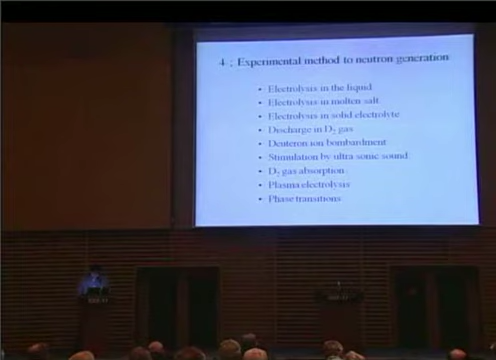 4 ; Experimental method to neutron generation
• Electrolysis in the liquid
• Electrolysis in molten salt
• Electrolysis in solid electrolyte
• Discharge in D₂ gas
• Deuteron ion bombardment
• Stimulation by ultra sonic sound
• D₂ gas absorption
• Plasma electrolysis
• Phase transitions